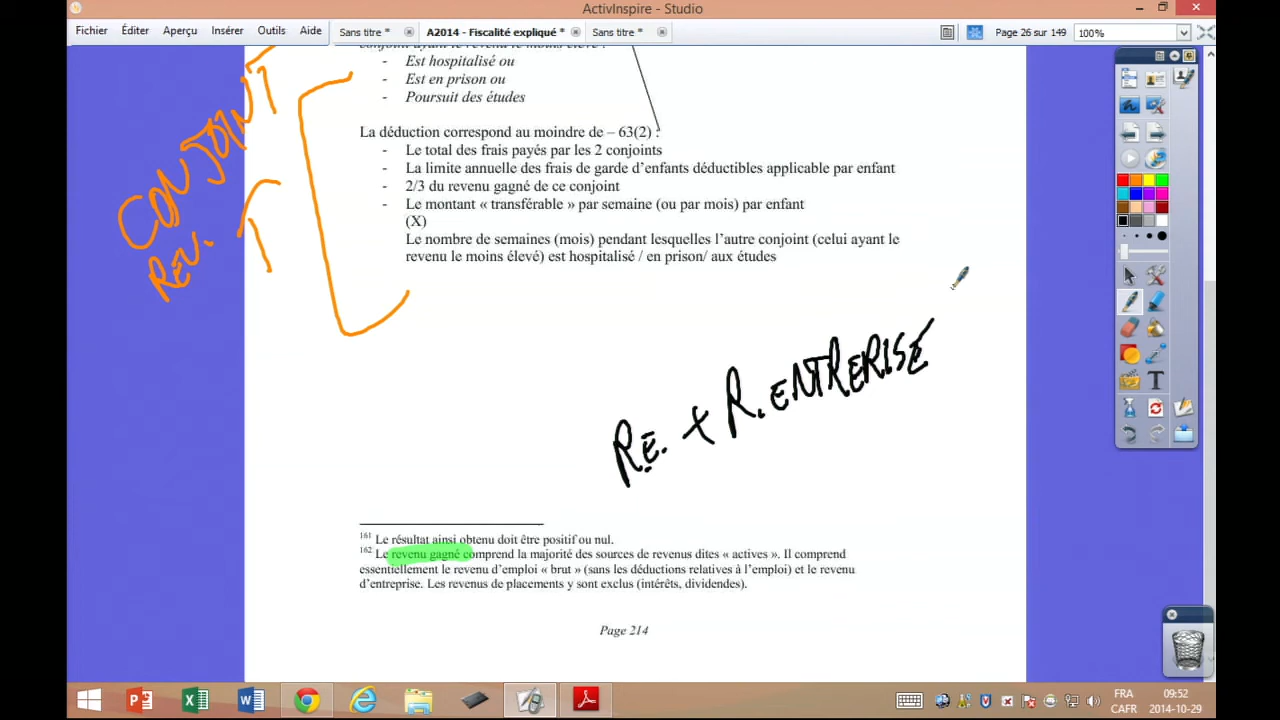 ActivInspire - Studio
Fichier Éditer Aperçu Insérer Outils Aide Sans titre * A2014 - Fiscalité expliqué * Sans titre * Page 26 sur 149 100%
conjoint ayant le revenu le moins élevé :
- Est hospitalisé ou
- Est en prison ou
- Poursuit des études
La déduction correspond au moindre de – 63(2) :
- Le total des frais payés par les 2 conjoints
- La limite annuelle des frais de garde d'enfants déductibles applicable par enfant
- 2/3 du revenu gagné de ce conjoint
- Le montant « transférable » par semaine (ou par mois) par enfant
(X)
Le nombre de semaines (mois) pendant lesquelles l'autre conjoint (celui ayant le
revenu le moins élevé) est hospitalisé / en prison/ aux études
CONJOINT
REV.
R.E. + R. ENTRERISE
161 Le résultat ainsi obtenu doit être positif ou nul.
162 Le revenu gagné comprend la majorité des sources de revenus dites « actives ». Il comprend
essentiellement le revenu d'emploi « brut » (sans les déductions relatives à l'emploi) et le revenu
d'entreprise. Les revenus de placements y sont exclus (intérêts, dividendes).
Page 214
FRA 09:52
CAFR 2014-10-29